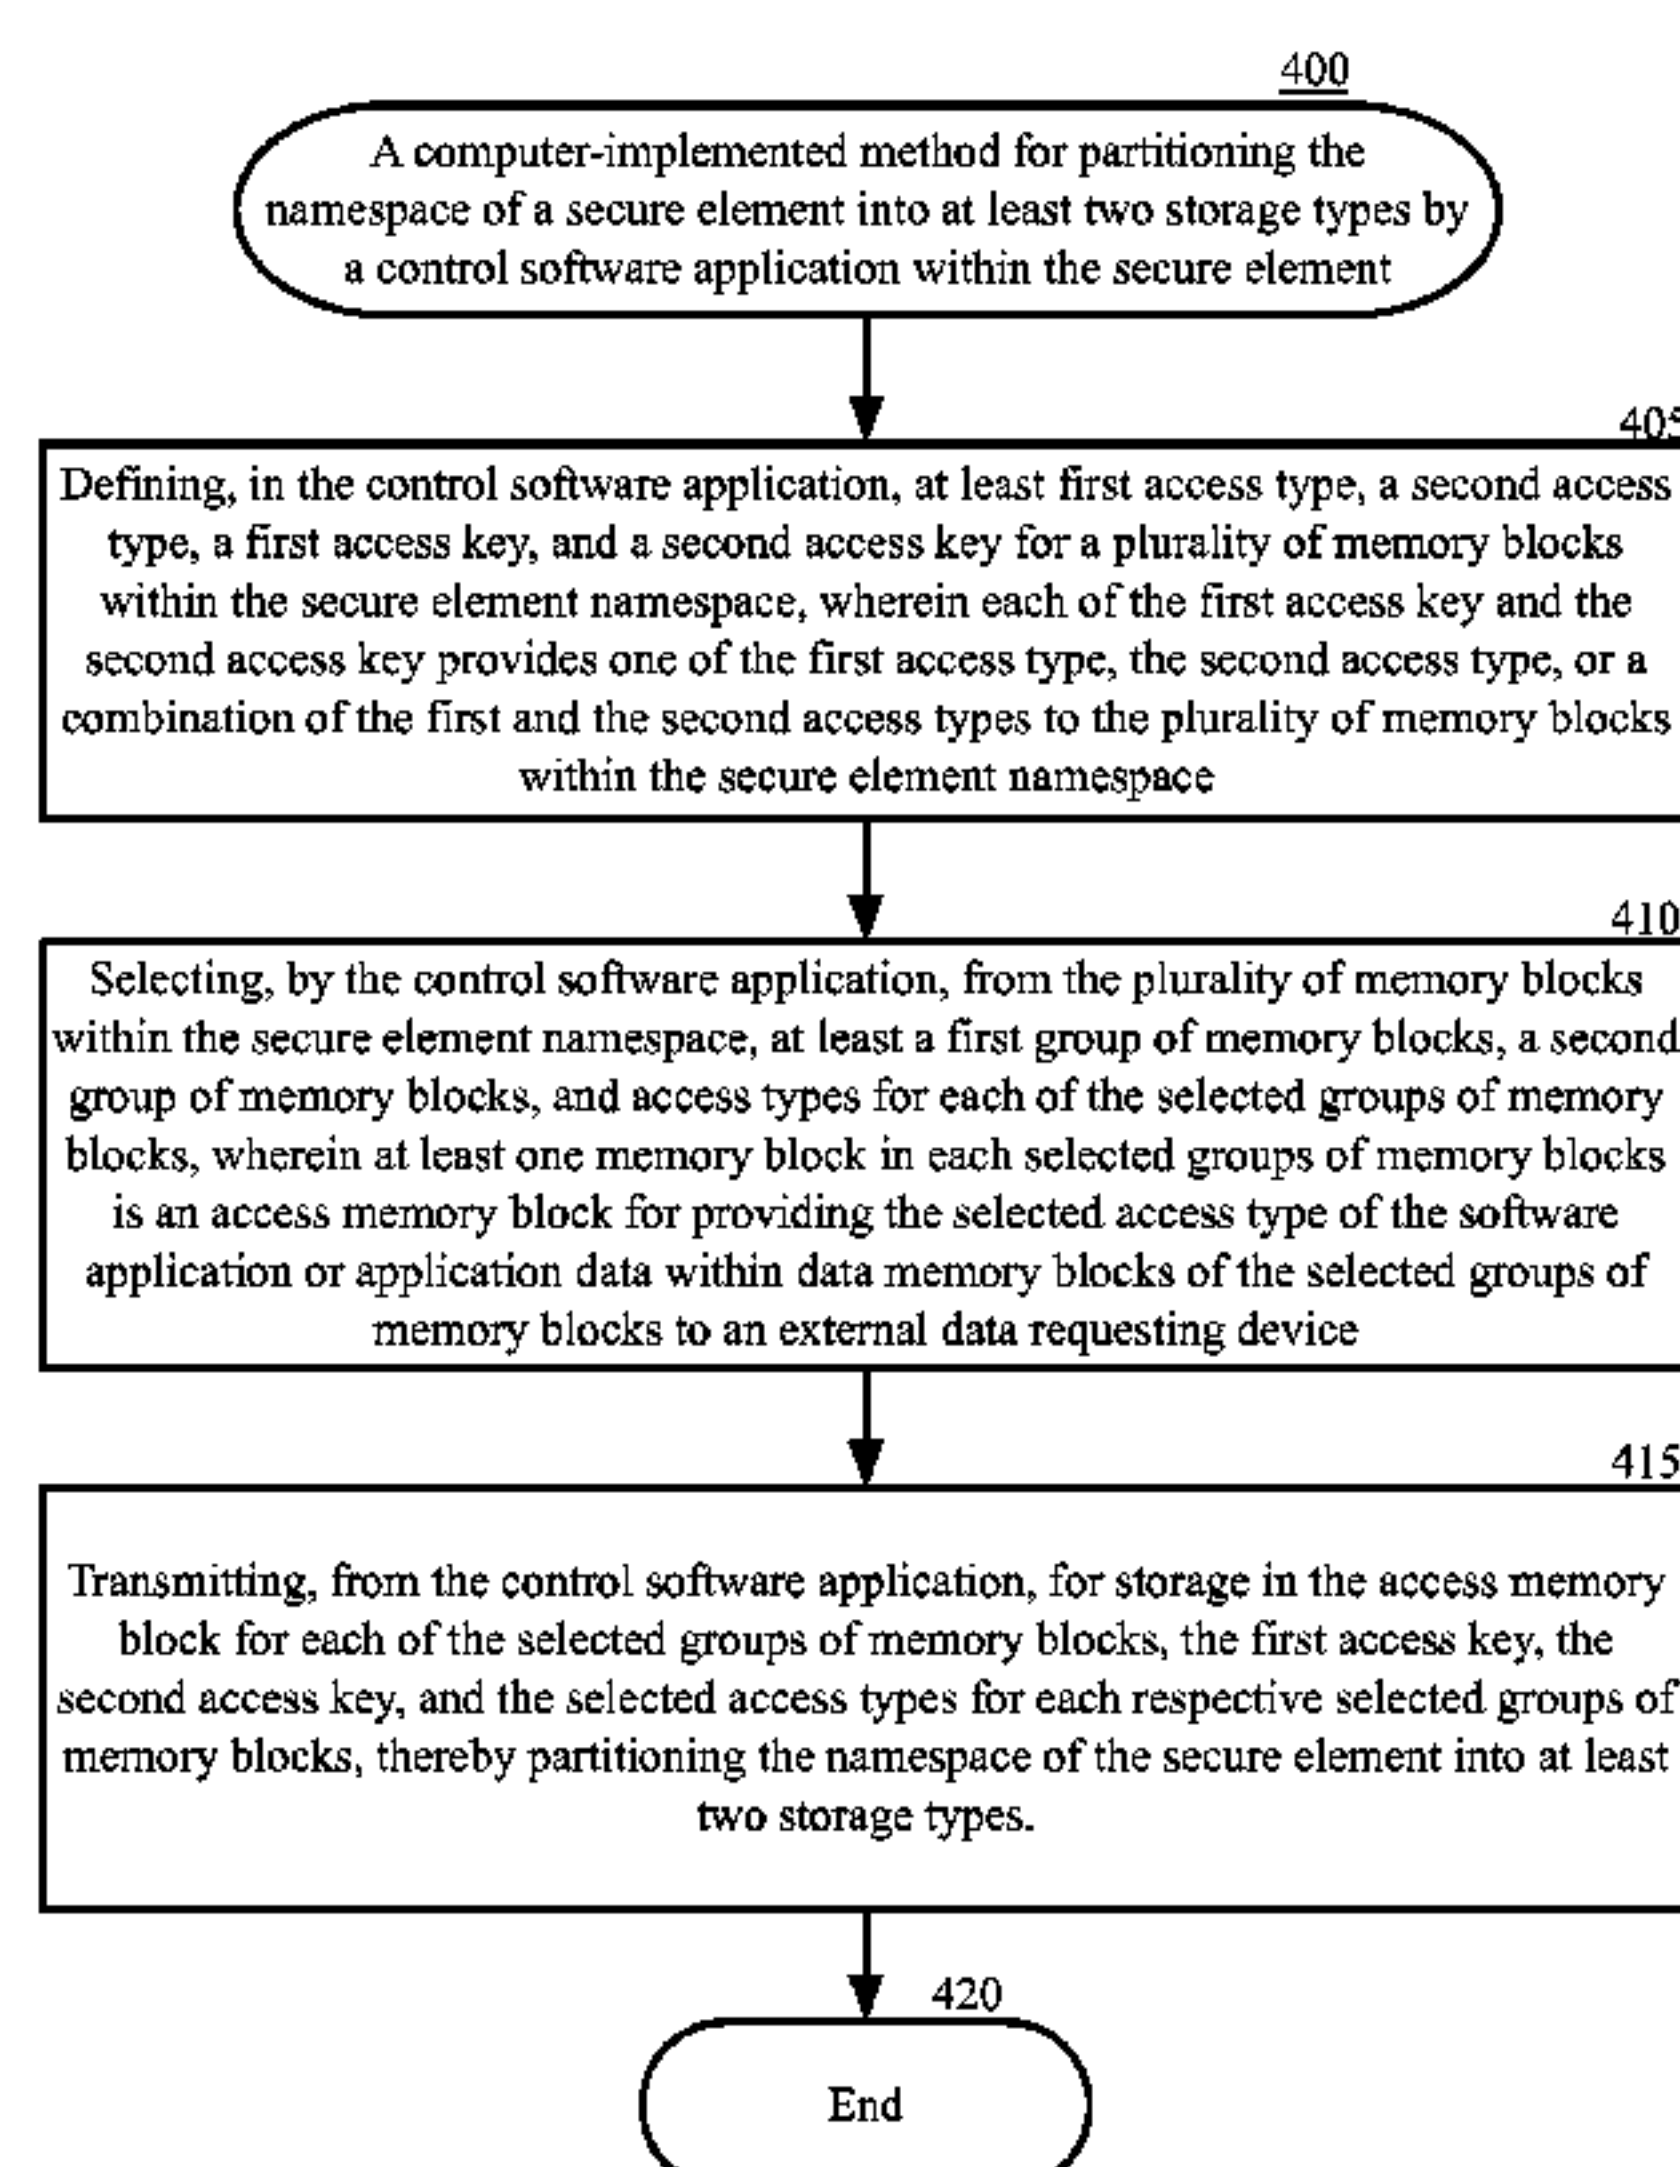 400
A computer-implemented method for partitioning the
namespace of a secure element into at least two storage types by
a control software application within the secure element
405
Defining, in the control software application, at least first access type, a second access
type, a first access key, and a second access key for a plurality of memory blocks
within the secure element namespace, wherein each of the first access key and the
second access key provides one of the first access type, the second access type, or a
combination of the first and the second access types to the plurality of memory blocks
within the secure element namespace
410
Selecting, by the control software application, from the plurality of memory blocks
within the secure element namespace, at least a first group of memory blocks, a second
group of memory blocks, and access types for each of the selected groups of memory
blocks, wherein at least one memory block in each selected groups of memory blocks
is an access memory block for providing the selected access type of the software
application or application data within data memory blocks of the selected groups of
memory blocks to an external data requesting device
415
Transmitting, from the control software application, for storage in the access memory
block for each of the selected groups of memory blocks, the first access key, the
second access key, and the selected access types for each respective selected groups of
memory blocks, thereby partitioning the namespace of the secure element into at least
two storage types.
420
End